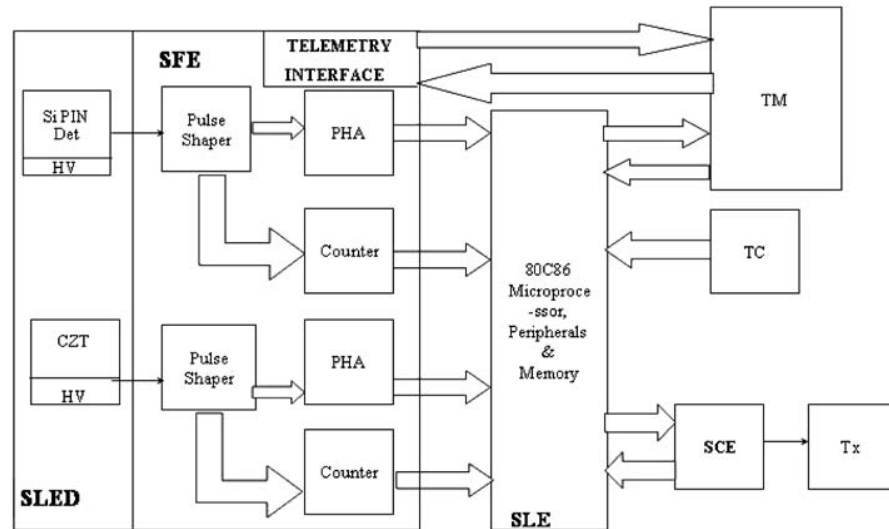 TELEMETRY
INTERFACE
SFE
TM
Si PIN
Det
HV
Pulse
Shaper
PHA
Counter
TC
80C86
Microproce
-ssor,
Peripherals
&
Memory
CZT
HV
Pulse
Shaper
PHA
Counter
SCE
Tx
SLED
SLE